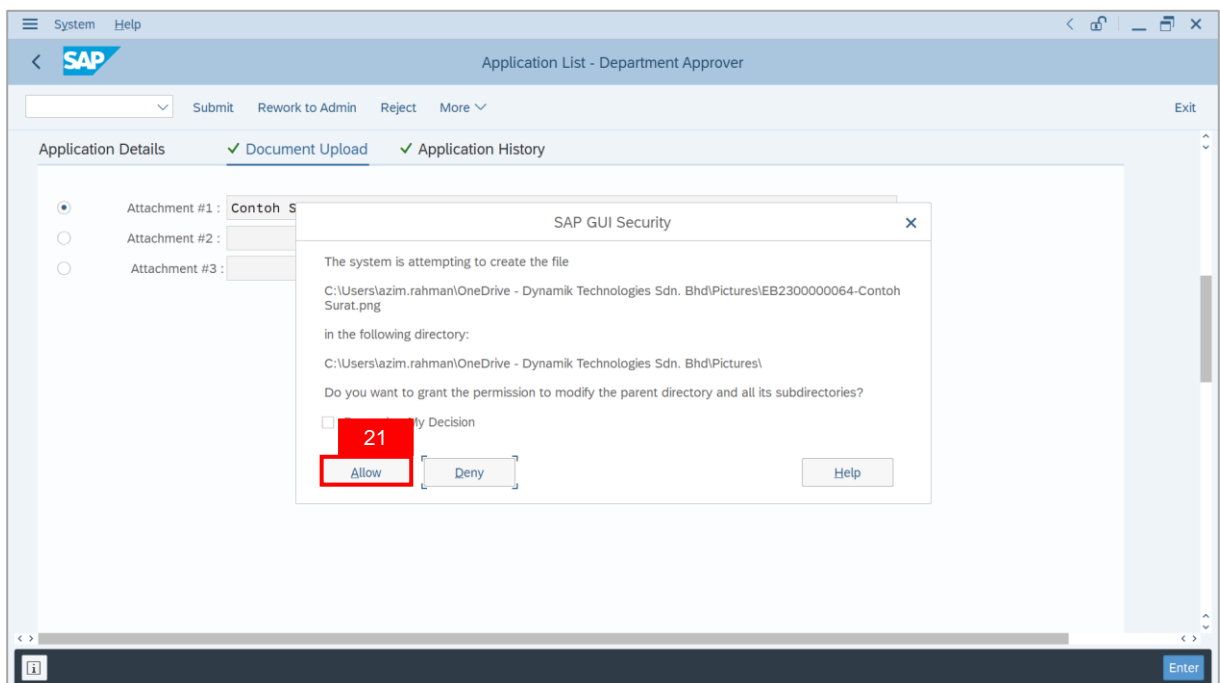 System Help
SAP
Application List - Department Approver
Submit Rework to Admin Reject More Exit
Application Details Document Upload Application History
Attachment #1 : Contoh S
Attachment #2 :
Attachment #3 :
SAP GUI Security
The system is attempting to create the file
C:\Users\azim.rahman\OneDrive - Dynamik Technologies Sdn. Bhd\Pictures\EB2300000064-Contoh
Surat.png
in the following directory:
C:\Users\azim.rahman\OneDrive - Dynamik Technologies Sdn. Bhd\Pictures\
Do you want to grant the permission to modify the parent directory and all its subdirectories?
My Decision
21
Allow Deny Help
Enter